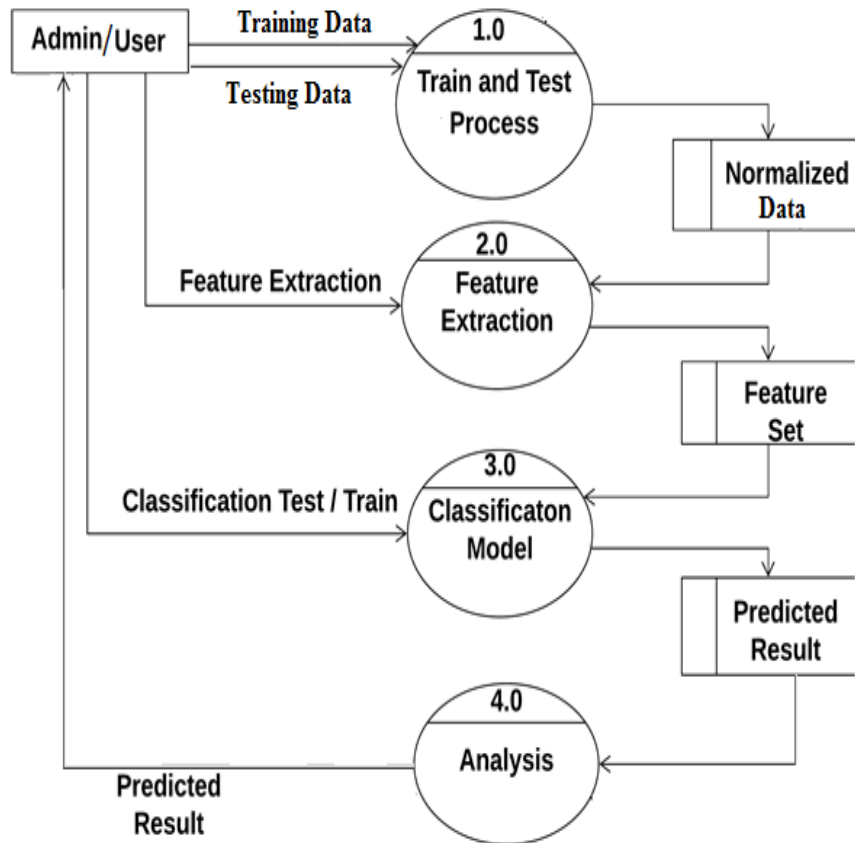 Admin/User
Training Data
Testing Data
1.0
Train and Test
Process
Normalized
Data
2.0
Feature
Extraction
Feature Extraction
Feature
Set
3.0
Classificaton
Model
Classification Test / Train
Predicted
Result
4.0
Analysis
Predicted
Result